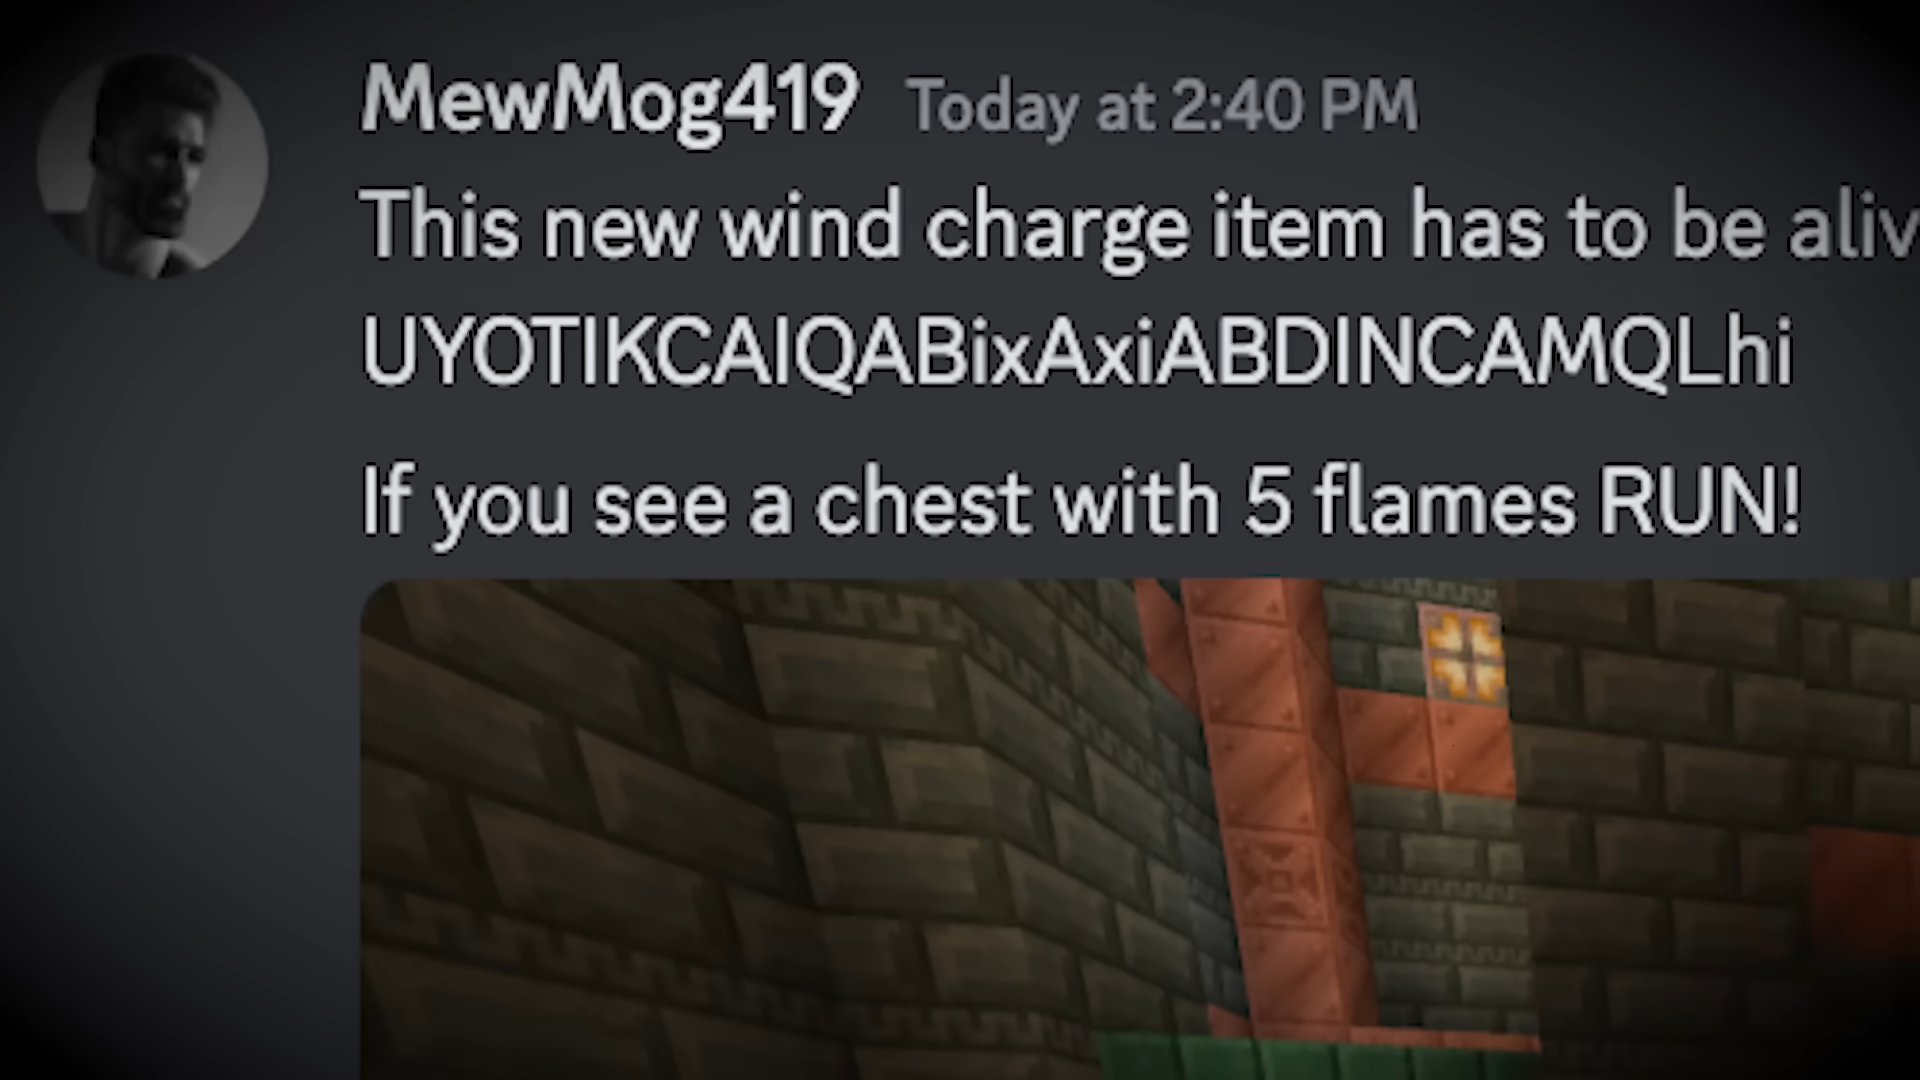 MewMog419 Today at 2:40 PM
This new wind charge item has to be aliv
UYOTIKCAIQABixAxiABDINCAMQLhi
If you see a chest with 5 flames RUN!